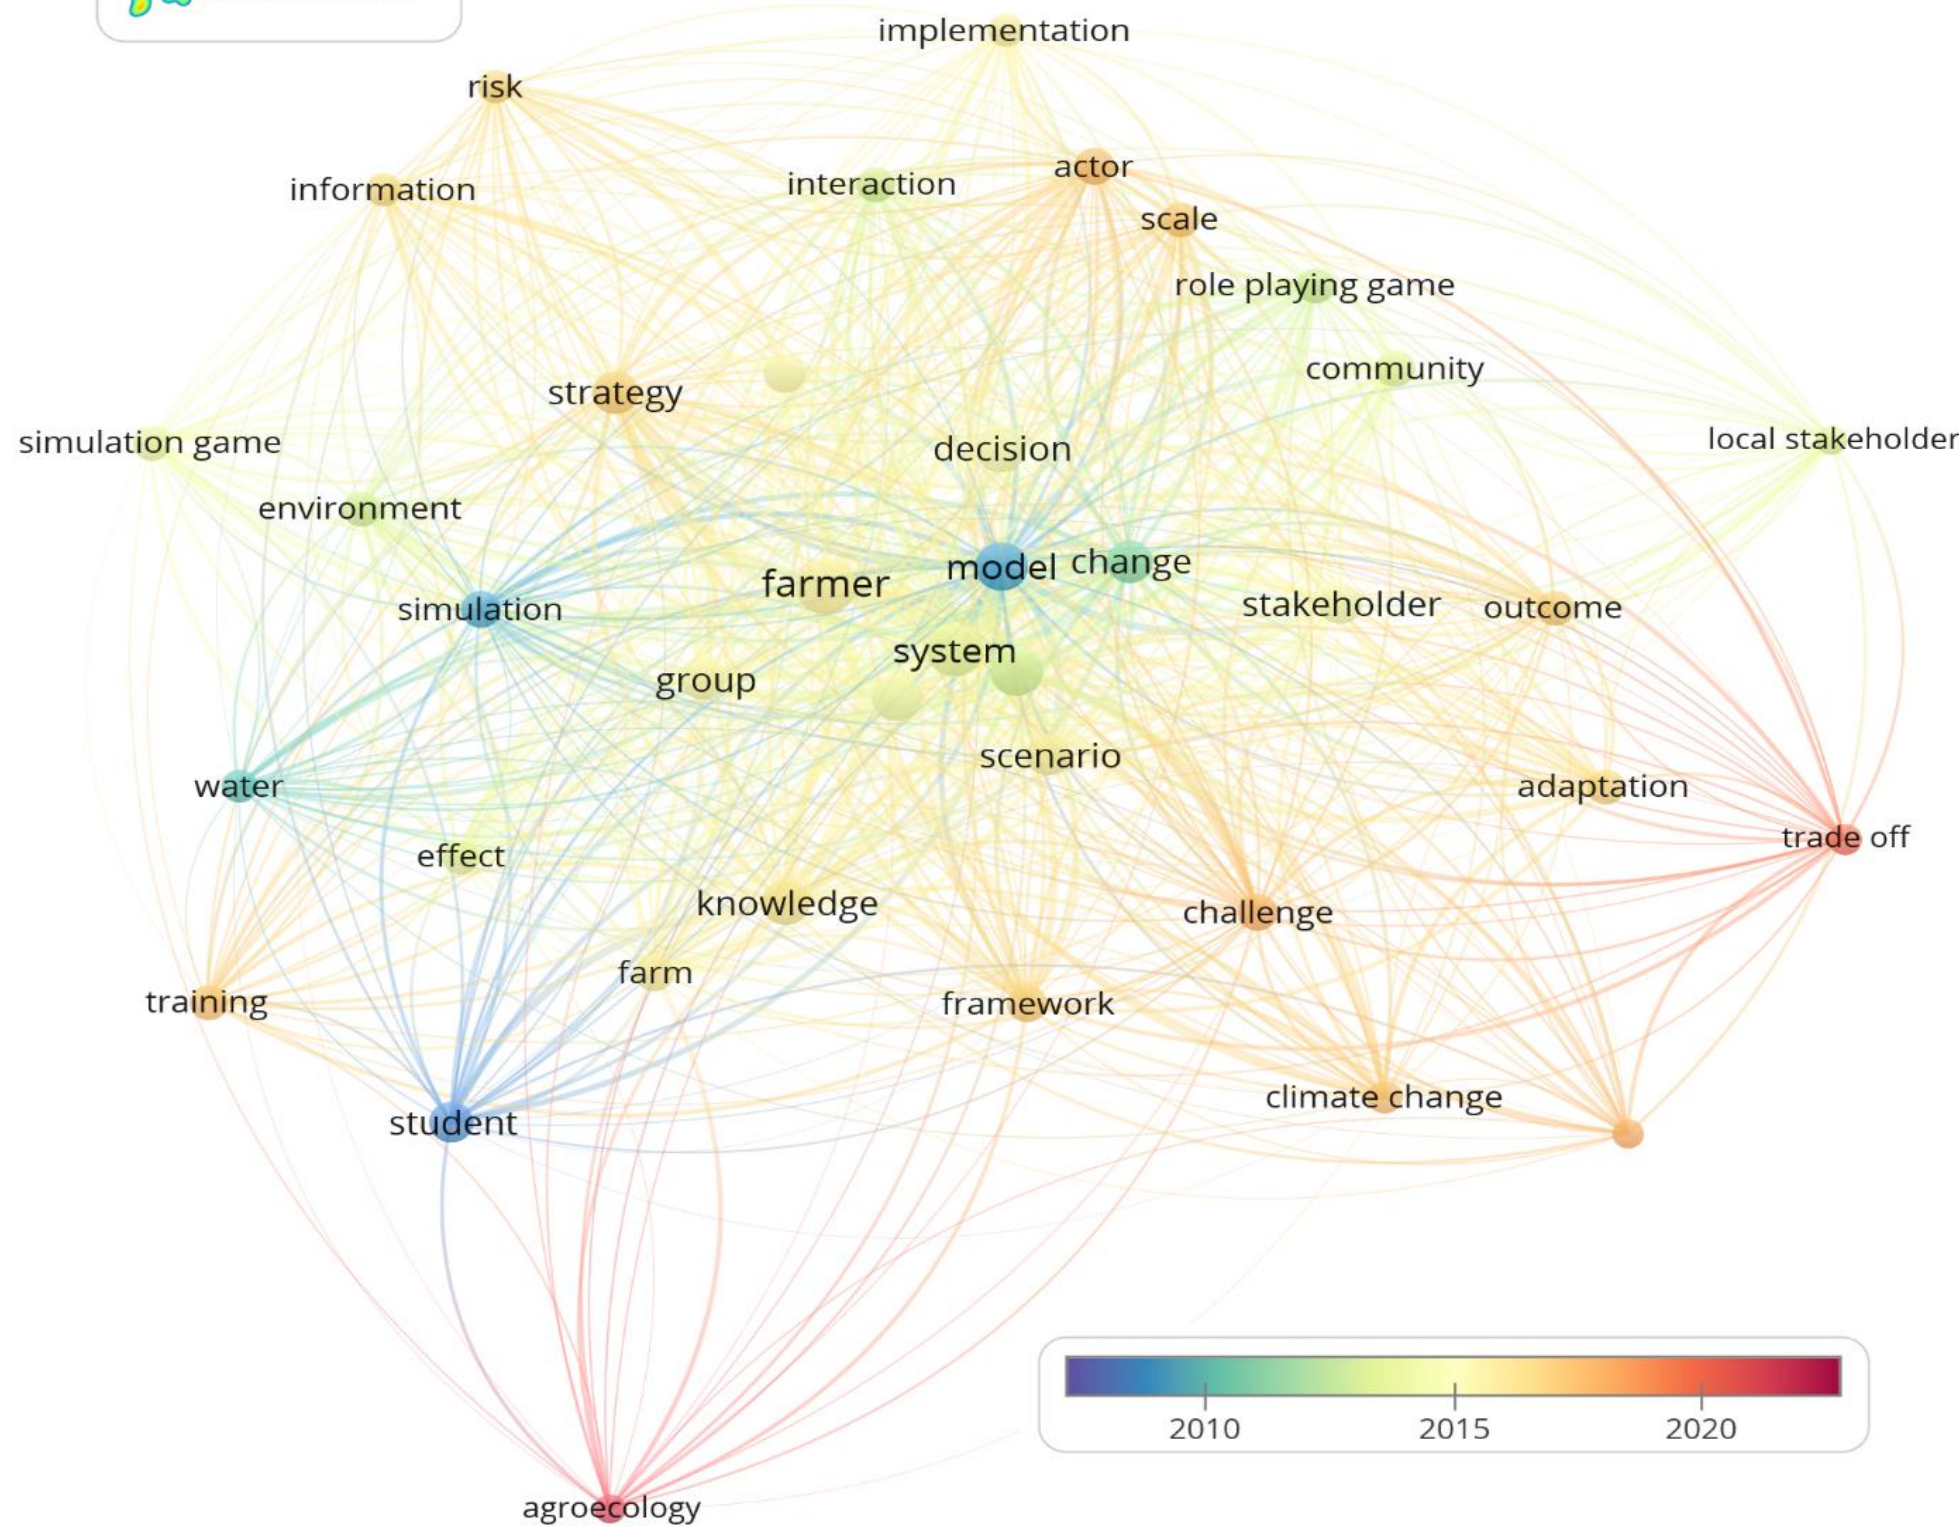 implementation
risk
actor
information
interaction
scale
role playing game
community
strategy
simulation game
local stakeholder
decision
environment
model
change
farmer
simulation
stakeholder
outcome
system
group
scenario
water
adaptation
trade off
effect
knowledge
challenge
farm
training
framework
climate change
student
2010
2015
2020
agroecology